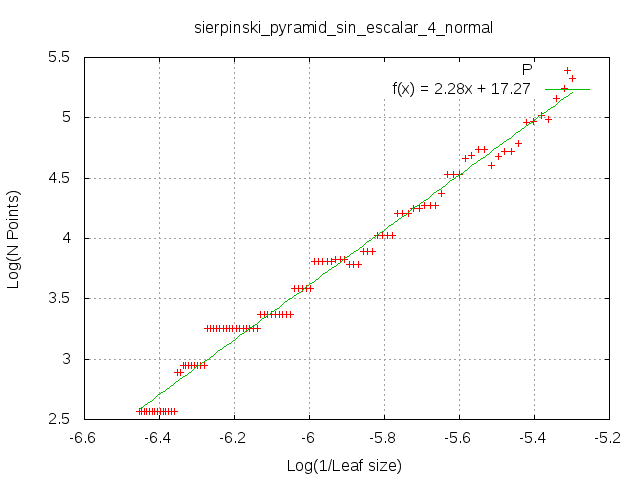 sierpinski_pyramid_sin_escalar_4_normal
5.5
5
4.5
4
3.5
3
2.5
Log(N Points)
P
f(x) = 2.28x + 17.27
-6.6 -6.4 -6.2 -6 -5.8 -5.6 -5.4 -5.2
Log(1/Leaf size)